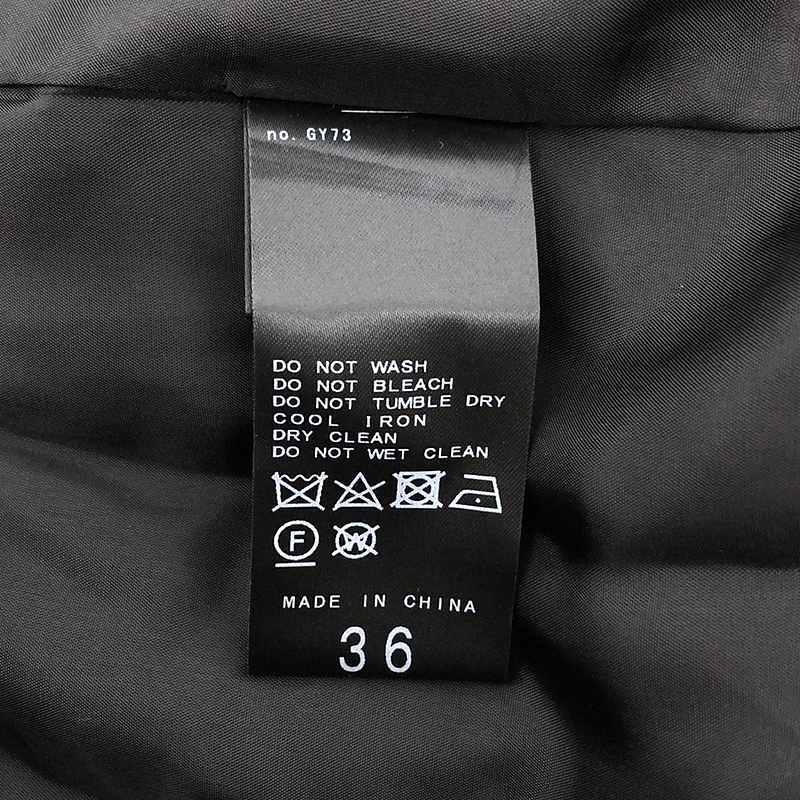 no. GY73
DO NOT WASH
DO NOT BLEACH
DO NOT TUMBLE DRY
COOL IRON
DRY CLEAN
DO NOT WET CLEAN
F W
MADE IN CHINA
36